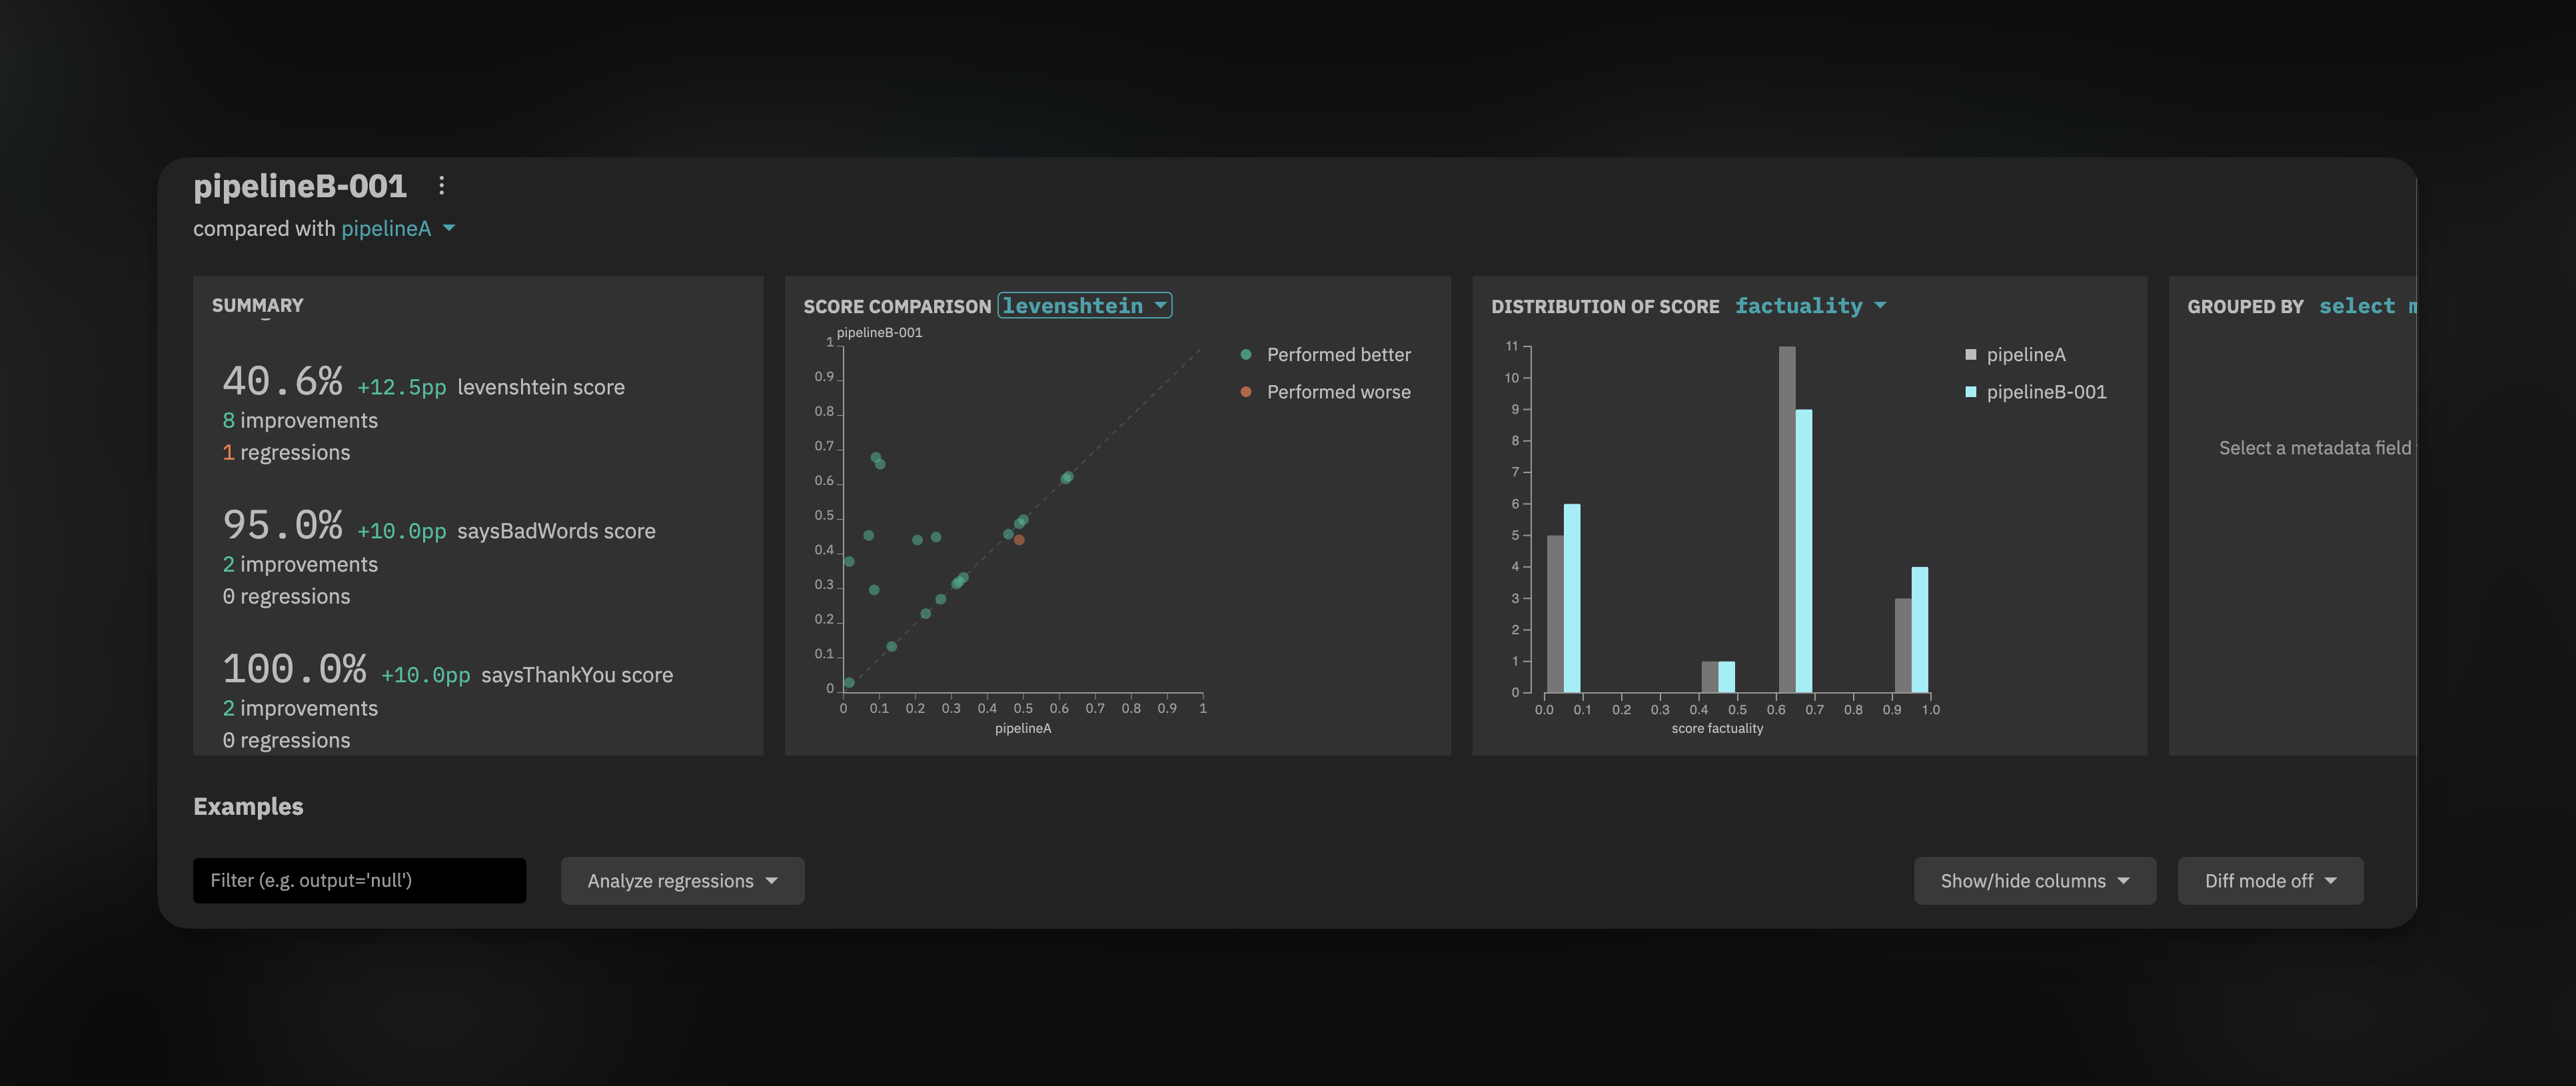 pipelineB-001
compared with pipelineA
SUMMARY
40.6% +12.5pp levenshtein score
8 improvements
1 regressions
95.0% +10.0pp saysBadWords score
2 improvements
0 regressions
100.0% +10.0pp saysThankYou score
2 improvements
0 regressions
SCORE COMPARISON levenshtein
pipelineB-001
1
0.9
0.8
0.7
0.6
0.5
0.4
0.3
0.2
0.1
0
0 0.1 0.2 0.3 0.4 0.5 0.6 0.7 0.8 0.9 1
pipelineA
Performed better
Performed worse
DISTRIBUTION OF SCORE factuality
11
10
9
8
7
6
5
4
3
2
1
0
0.0 0.1 0.2 0.3 0.4 0.5 0.6 0.7 0.8 0.9 1.0
score factuality
pipelineA
pipelineB-001
GROUPED BY select
Select a metadata field
Examples
Filter (e.g. output='null')
Analyze regressions
Show/hide columns
Diff mode off